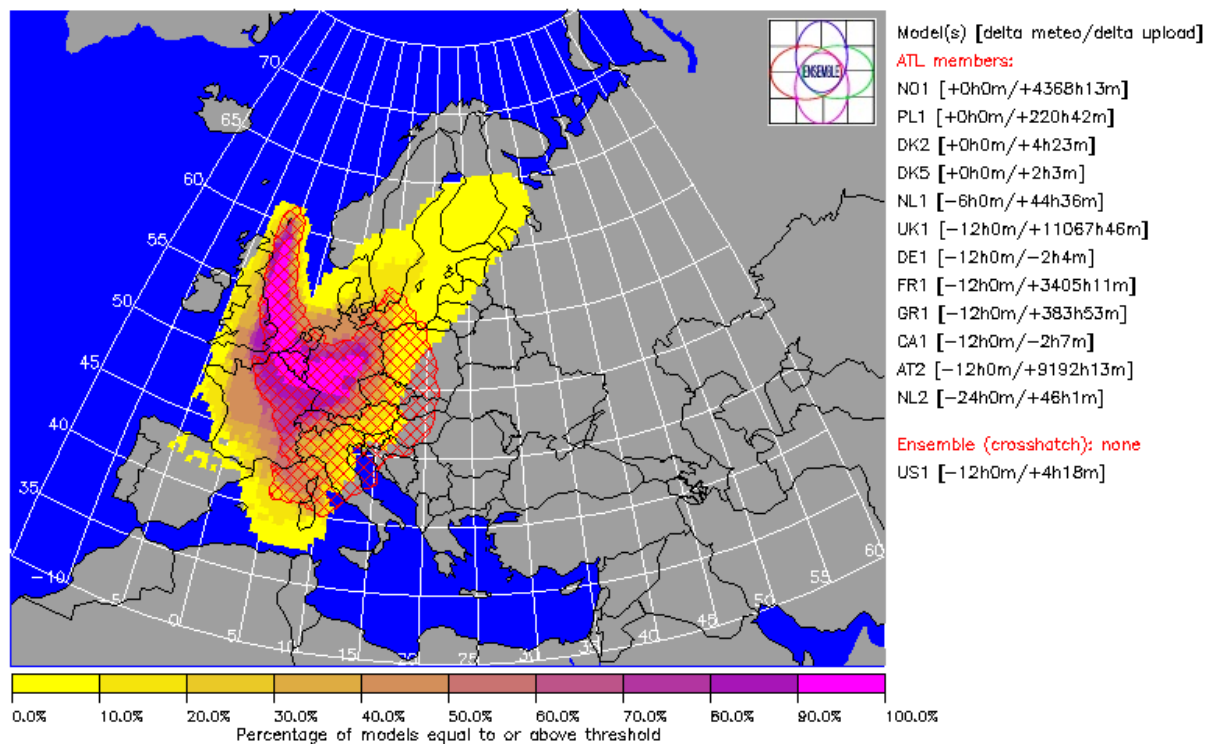 Model(s) [delta meteo/delta upload]
ATL members:
NO1 [+0h0m/+4368h13m]
PL1 [+0h0m/+220h42m]
DK2 [+0h0m/+4h23m]
DK5 [+0h0m/+2h3m]
NL1 [-6h0m/+44h36m]
UK1 [-12h0m/+11067h46m]
DE1 [-12h0m/-2h4m]
FR1 [-12h0m/+3405h11m]
GR1 [-12h0m/+383h53m]
CA1 [-12h0m/-2h7m]
AT2 [-12h0m/+9192h13m]
NL2 [-24h0m/+46h1m]
Ensemble (crosshatch): none
US1 [-12h0m/+4h18m]
ENSEMBLE
70
65
60
55
50
45
40
35
-10
-5
0
5
10
15
20
25
30
35
40
45
50
55
60
0.0% 10.0% 20.0% 30.0% 40.0% 50.0% 60.0% 70.0% 80.0% 90.0% 100.0%
Percentage of models equal to or above threshold